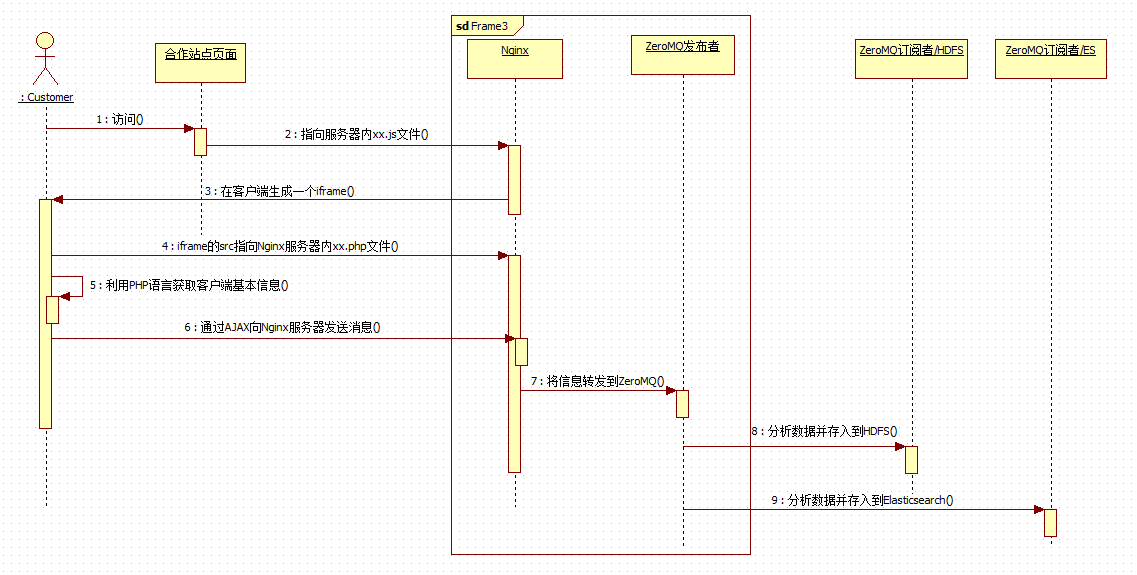 sd Frame3
: Customer
合作站点页面
Nginx
ZeroMQ发布者
ZeroMQ订阅者/HDFS
ZeroMQ订阅者/ES
1 : 访问()
2 : 指向服务器内xx.js文件()
3 : 在客户端生成一个iframe()
4 : iframe的src指向Nginx服务器内xx.php文件()
5 : 利用PHP语言获取客户端基本信息()
6 : 通过AJAX向Nginx服务器发送消息()
7 : 将信息转发到ZeroMQ()
8 : 分析数据并存入到HDFS()
9 : 分析数据并存入到Elasticsearch()